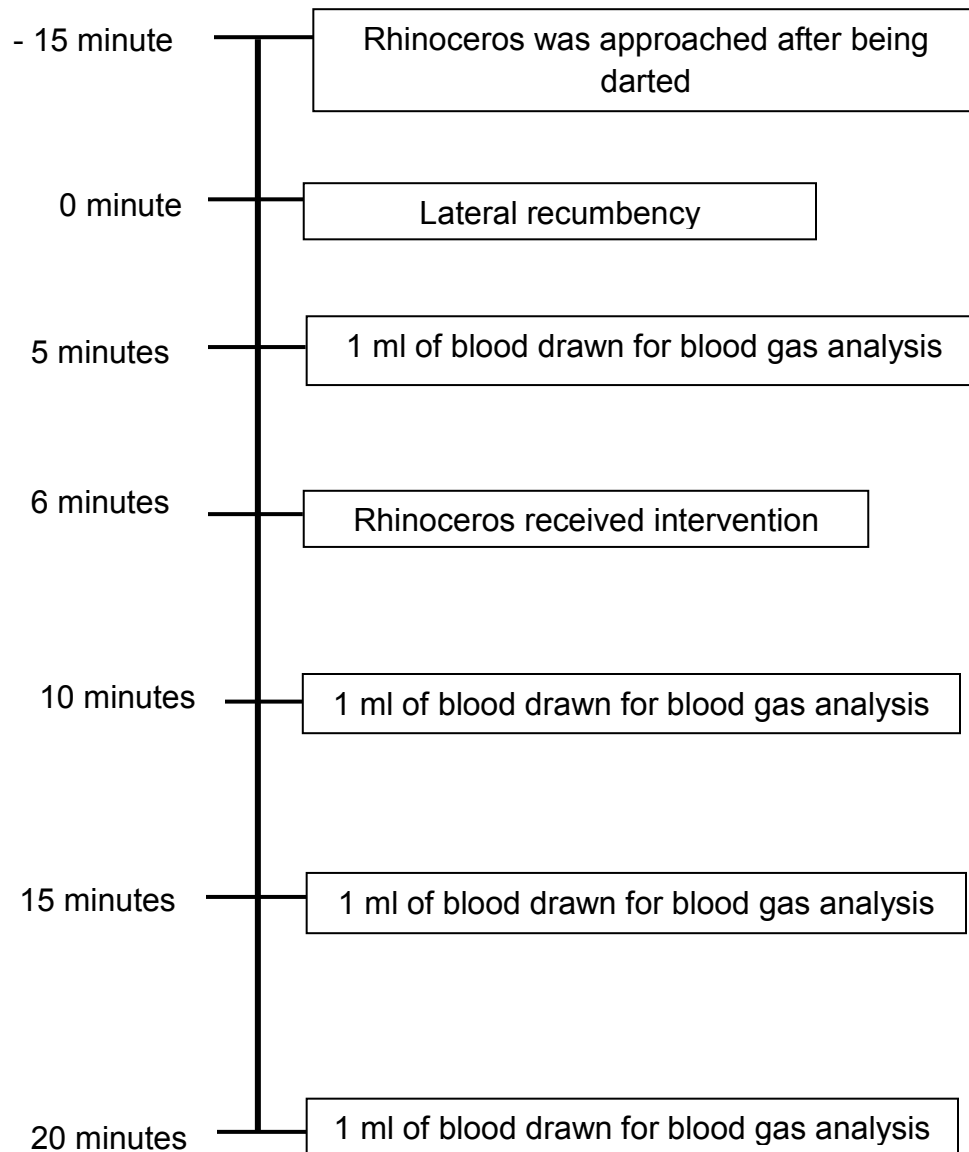 - 15 minute
Rhinoceros was approached after being
darted
0 minute
Lateral recumbency
5 minutes
1 ml of blood drawn for blood gas analysis
6 minutes
Rhinoceros received intervention
10 minutes
1 ml of blood drawn for blood gas analysis
15 minutes
1 ml of blood drawn for blood gas analysis
20 minutes
1 ml of blood drawn for blood gas analysis